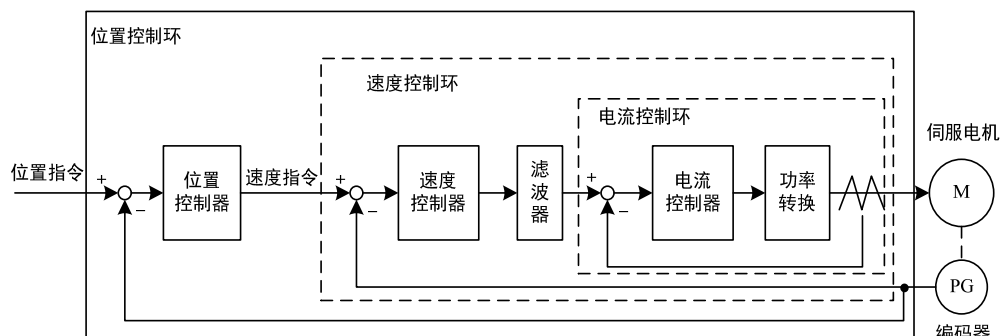 位置控制环
速度控制环
电流控制环
伺服电机
位置指令
+
−
位置
控制器
速度指令
+
−
速度
控制器
滤
波
器
+
−
电流
控制器
功率
转换
M
PG
编码器